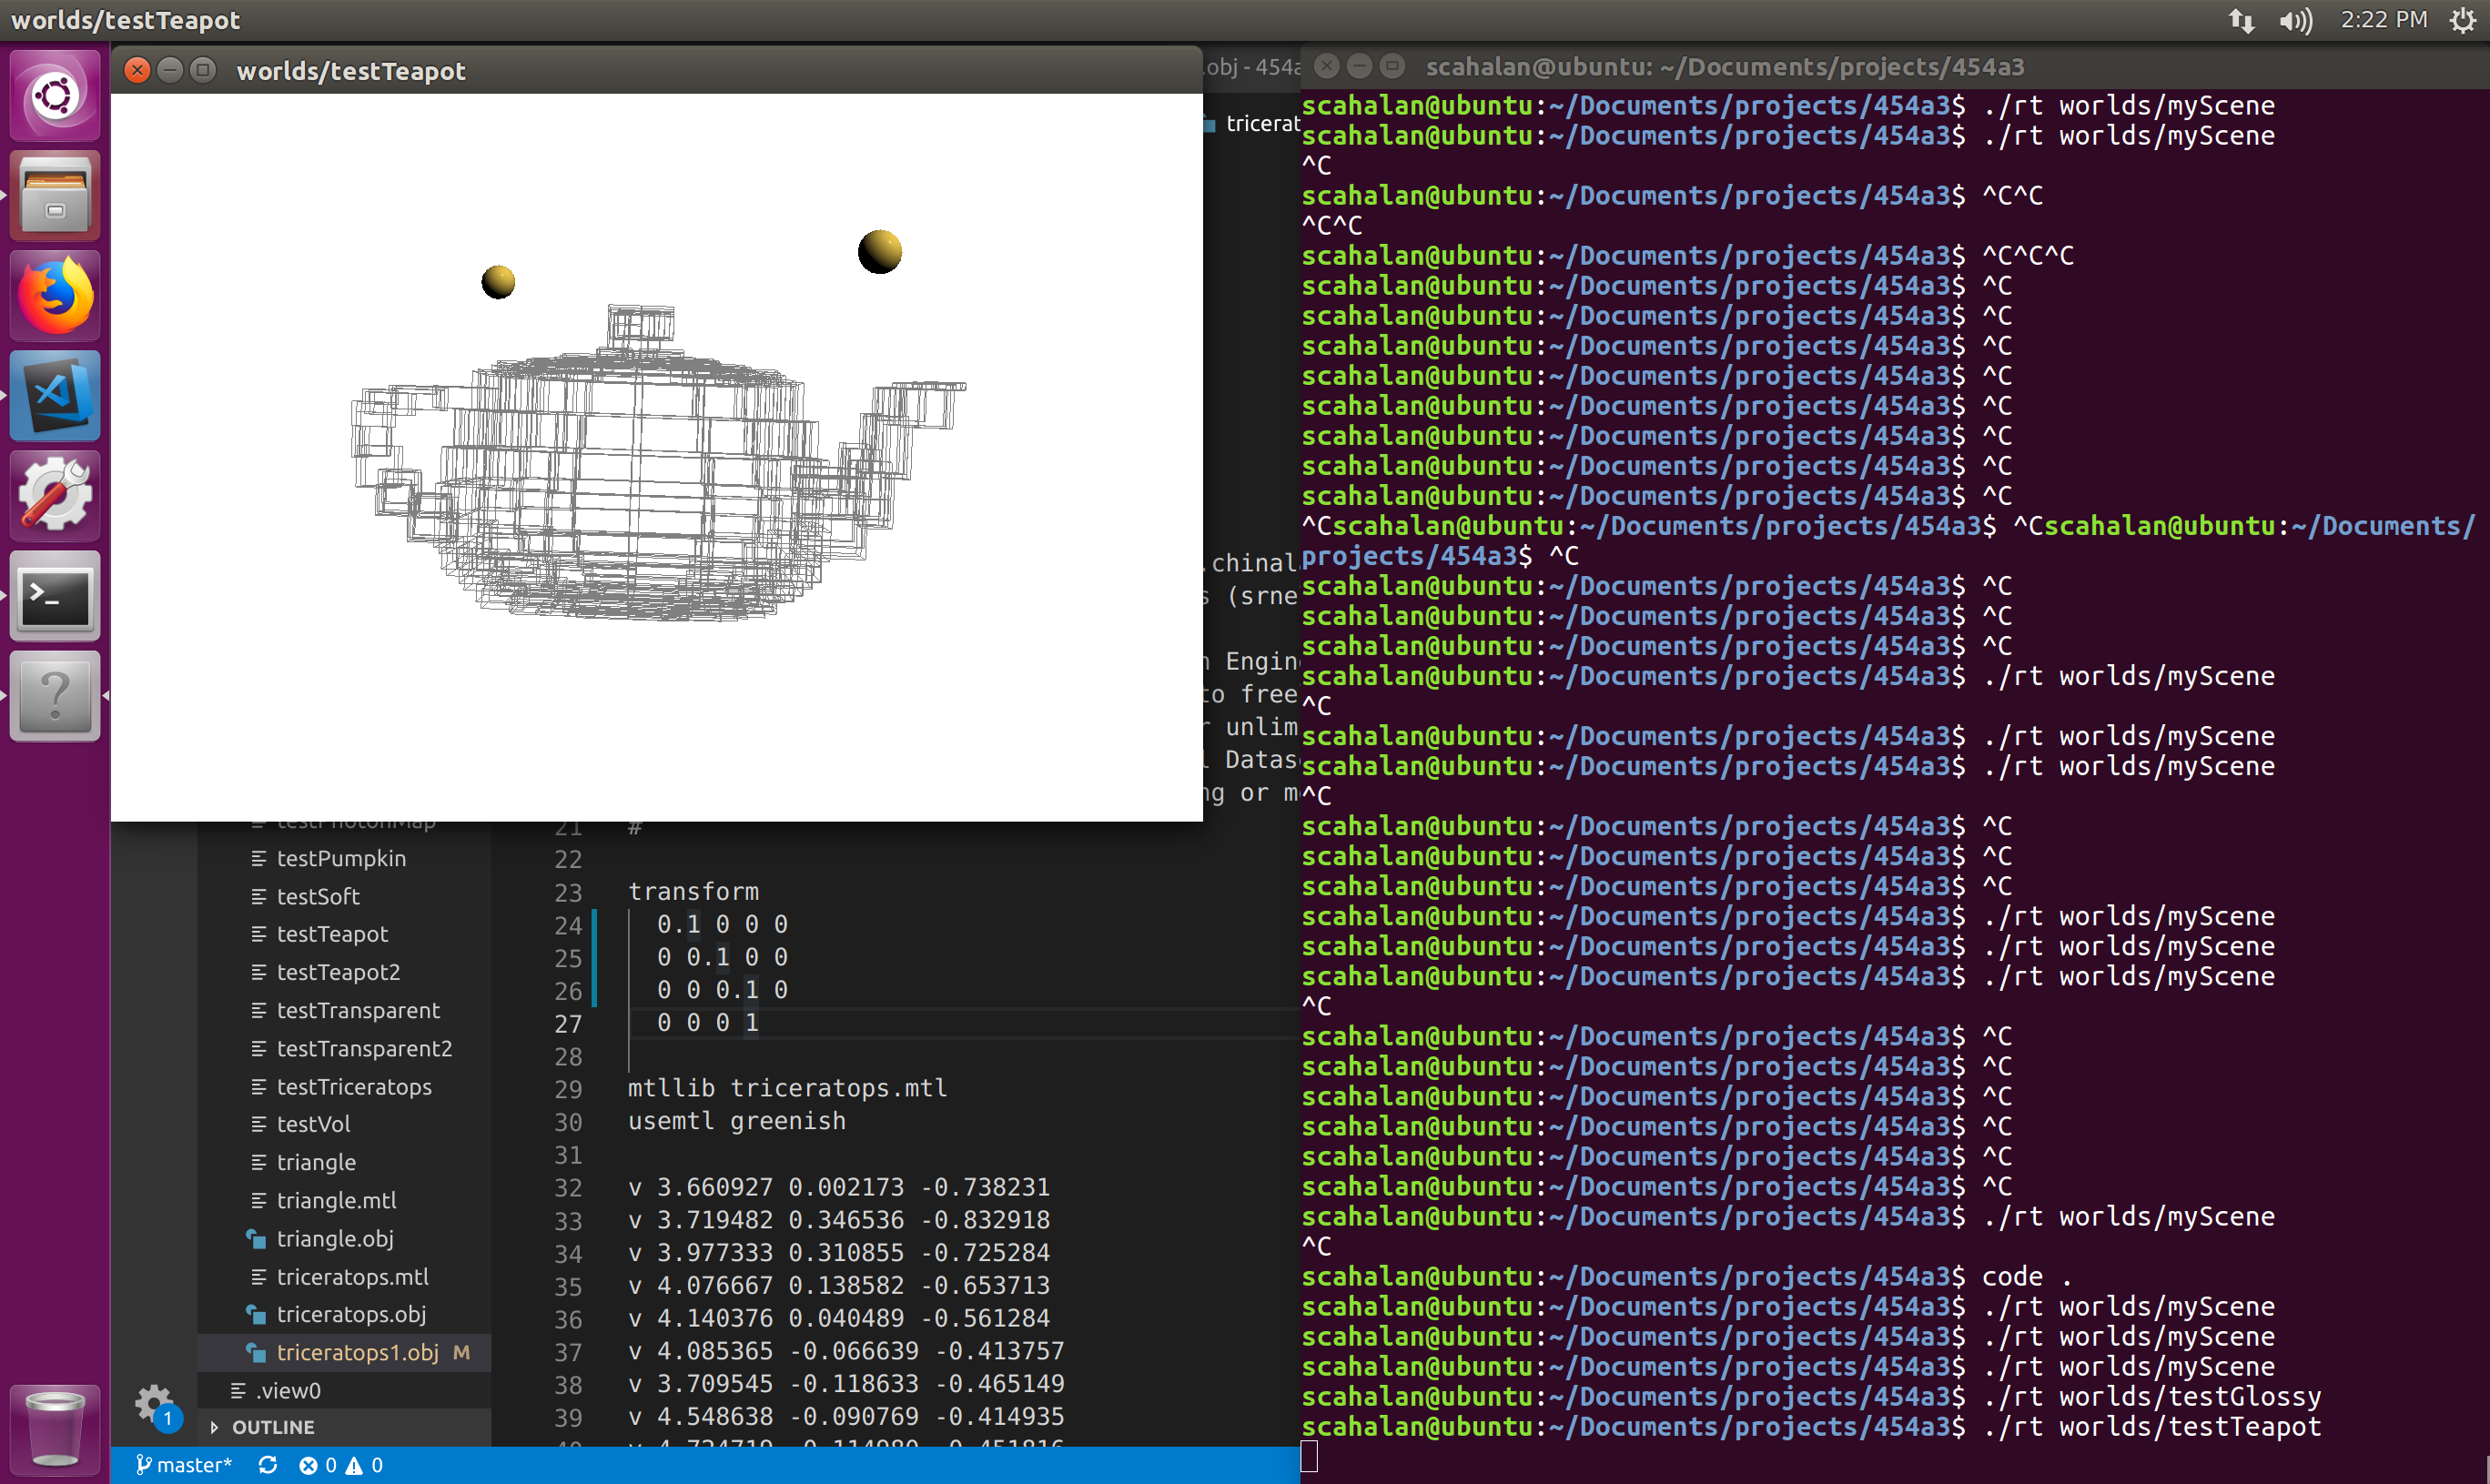 worlds/testTeapot
2:22 PM
worlds/testTeapot
.obj - 454a
scahalan@ubuntu: ~/Documents/projects/454a3
tricerat
.chinal
s (srne
n Engin
to free
r unlim
l Datas
ng or m
testPhotonMap
testPumpkin
testSoft
testTeapot
testTeapot2
testTransparent
testTransparent2
testTriceratops
testVol
triangle
triangle.mtl
triangle.obj
triceratops.mtl
triceratops.obj
triceratops1.obj M
.view0
OUTLINE
1
master* 0 0
21 #
22
23 transform
24 0.1 0 0 0
25 0 0.1 0 0
26 0 0 0.1 0
27 0 0 0 1
28
29 mtllib triceratops.mtl
30 usemtl greenish
31
32 v 3.660927 0.002173 -0.738231
33 v 3.719482 0.346536 -0.832918
34 v 3.977333 0.310855 -0.725284
35 v 4.076667 0.138582 -0.653713
36 v 4.140376 0.040489 -0.561284
37 v 4.085365 -0.066639 -0.413757
38 v 3.709545 -0.118633 -0.465149
39 v 4.548638 -0.090769 -0.414935
40 v 4.724719 -0.114980 -0.451816
scahalan@ubuntu:~/Documents/projects/454a3$ ./rt worlds/myScene
scahalan@ubuntu:~/Documents/projects/454a3$ ./rt worlds/myScene
^C
scahalan@ubuntu:~/Documents/projects/454a3$ ^C^C
^C^C
scahalan@ubuntu:~/Documents/projects/454a3$ ^C^C^C
scahalan@ubuntu:~/Documents/projects/454a3$ ^C
scahalan@ubuntu:~/Documents/projects/454a3$ ^C
scahalan@ubuntu:~/Documents/projects/454a3$ ^C
scahalan@ubuntu:~/Documents/projects/454a3$ ^C
scahalan@ubuntu:~/Documents/projects/454a3$ ^C
scahalan@ubuntu:~/Documents/projects/454a3$ ^C
scahalan@ubuntu:~/Documents/projects/454a3$ ^C
scahalan@ubuntu:~/Documents/projects/454a3$ ^C
^Cscahalan@ubuntu:~/Documents/projects/454a3$ ^Cscahalan@ubuntu:~/Documents/
projects/454a3$ ^C
scahalan@ubuntu:~/Documents/projects/454a3$ ^C
scahalan@ubuntu:~/Documents/projects/454a3$ ^C
scahalan@ubuntu:~/Documents/projects/454a3$ ^C
scahalan@ubuntu:~/Documents/projects/454a3$ ./rt worlds/myScene
^C
scahalan@ubuntu:~/Documents/projects/454a3$ ./rt worlds/myScene
scahalan@ubuntu:~/Documents/projects/454a3$ ./rt worlds/myScene
^C
scahalan@ubuntu:~/Documents/projects/454a3$ ^C
scahalan@ubuntu:~/Documents/projects/454a3$ ^C
scahalan@ubuntu:~/Documents/projects/454a3$ ^C
scahalan@ubuntu:~/Documents/projects/454a3$ ./rt worlds/myScene
scahalan@ubuntu:~/Documents/projects/454a3$ ./rt worlds/myScene
scahalan@ubuntu:~/Documents/projects/454a3$ ./rt worlds/myScene
^C
scahalan@ubuntu:~/Documents/projects/454a3$ ^C
scahalan@ubuntu:~/Documents/projects/454a3$ ^C
scahalan@ubuntu:~/Documents/projects/454a3$ ^C
scahalan@ubuntu:~/Documents/projects/454a3$ ^C
scahalan@ubuntu:~/Documents/projects/454a3$ ^C
scahalan@ubuntu:~/Documents/projects/454a3$ ^C
scahalan@ubuntu:~/Documents/projects/454a3$ ./rt worlds/myScene
^C
scahalan@ubuntu:~/Documents/projects/454a3$ code .
scahalan@ubuntu:~/Documents/projects/454a3$ ./rt worlds/myScene
scahalan@ubuntu:~/Documents/projects/454a3$ ./rt worlds/myScene
scahalan@ubuntu:~/Documents/projects/454a3$ ./rt worlds/myScene
scahalan@ubuntu:~/Documents/projects/454a3$ ./rt worlds/testGlossy
scahalan@ubuntu:~/Documents/projects/454a3$ ./rt worlds/testTeapot